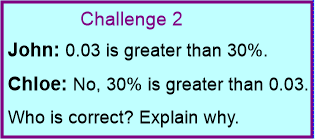 Challenge 2
John: 0.03 is greater than 30%.
Chloe: No, 30% is greater than 0.03.
Who is correct? Explain why.